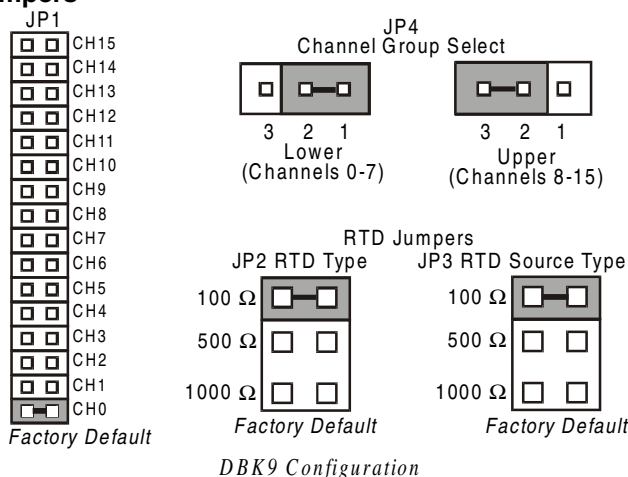 JP1
CH15
CH14
CH13
CH12
CH11
CH10
CH9
CH8
CH7
CH6
CH5
CH4
CH3
CH2
CH1
CH0
Factory Default
JP4
Channel Group Select
3 2 1
Lower
(Channels 0-7)
3 2 1
Upper
(Channels 8-15)
RTD Jumpers
JP2 RTD Type
100 Ω
500 Ω
1000 Ω
Factory Default
JP3 RTD Source Type
100 Ω
500 Ω
1000 Ω
Factory Default
DBK9 Configuration